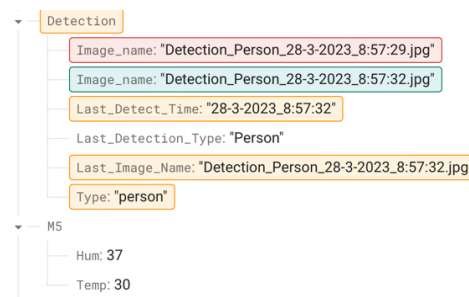 Detection
Image_name: "Detection_Person_28-3-2023_8:57:29.jpg"
Image_name: "Detection_Person_28-3-2023_8:57:32.jpg"
Last_Detect_Time: "28-3-2023_8:57:32"
Last_Detection_Type: "Person"
Last_Image_Name: "Detection_Person_28-3-2023_8:57:32.jpg
Type: "person"
M5
Hum: 37
Temp: 30